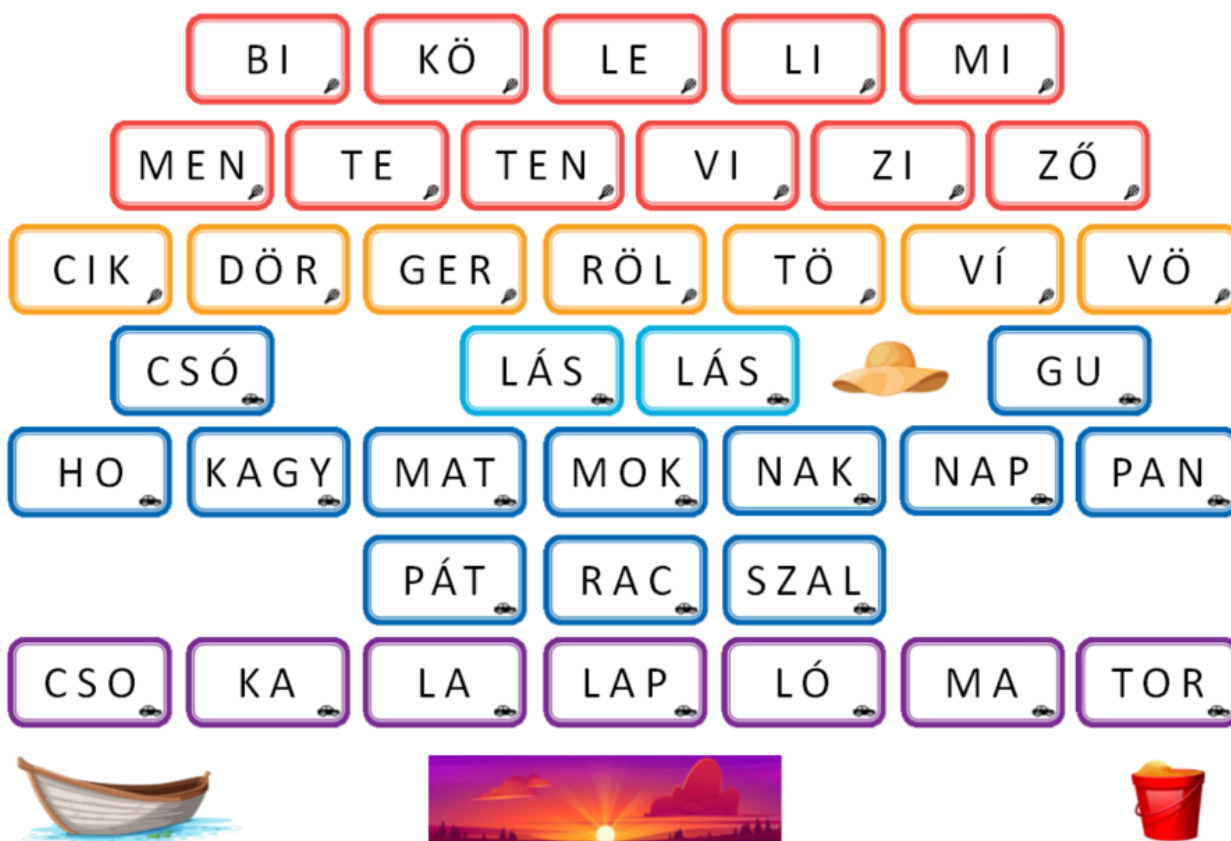 BI KÖ LE LI MI
MEN TE TEN VI ZI ZŐ
CIK DÖR GER RÖL TÖ VÍ VÖ
CSÓ LÁS LÁS GU
HO KAGY MAT MOK NAK NAP PAN
PÁT RAC SZAL
CSO KA LA LAP LÓ MA TOR